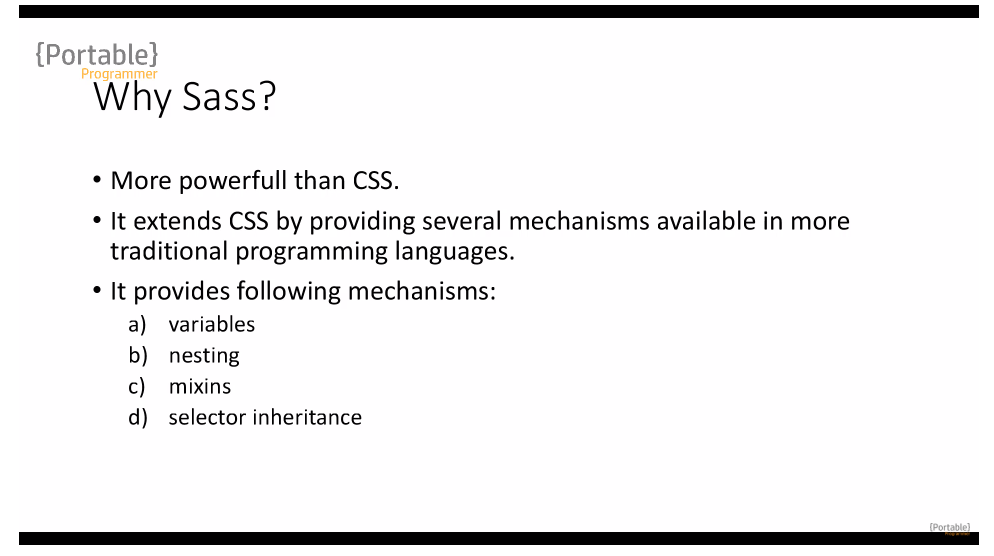 {Portable}
Programmer
Why Sass?
• More powerfull than CSS.
• It extends CSS by providing several mechanisms available in more
traditional programming languages.
• It provides following mechanisms:
a) variables
b) nesting
c) mixins
d) selector inheritance
{Portable}
Programmer